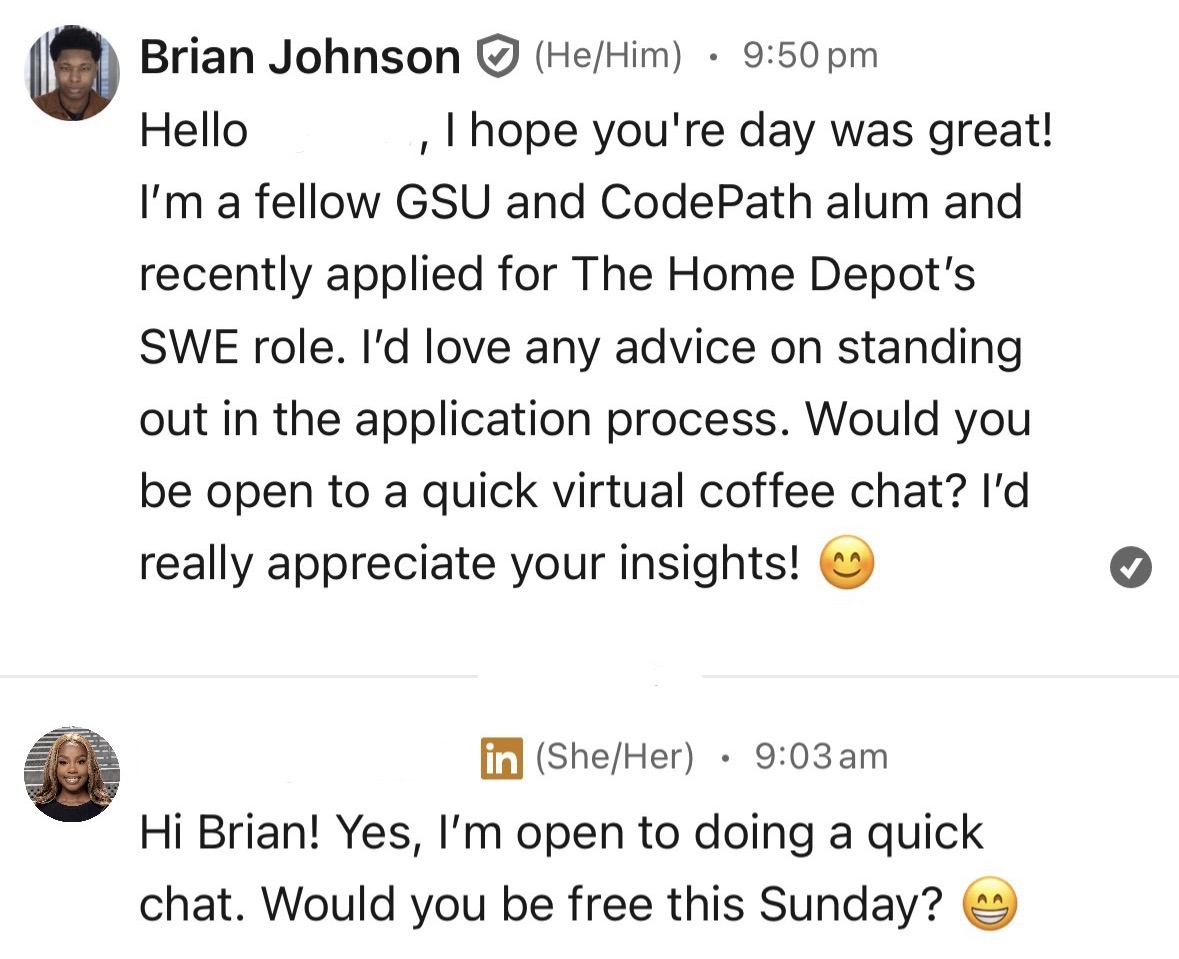 Brian Johnson (He/Him) • 9:50 pm
Hello , I hope you're day was great!
I’m a fellow GSU and CodePath alum and
recently applied for The Home Depot’s
SWE role. I’d love any advice on standing
out in the application process. Would you
be open to a quick virtual coffee chat? I’d
really appreciate your insights! 😊
in (She/Her) • 9:03 am
Hi Brian! Yes, I’m open to doing a quick
chat. Would you be free this Sunday? 😁